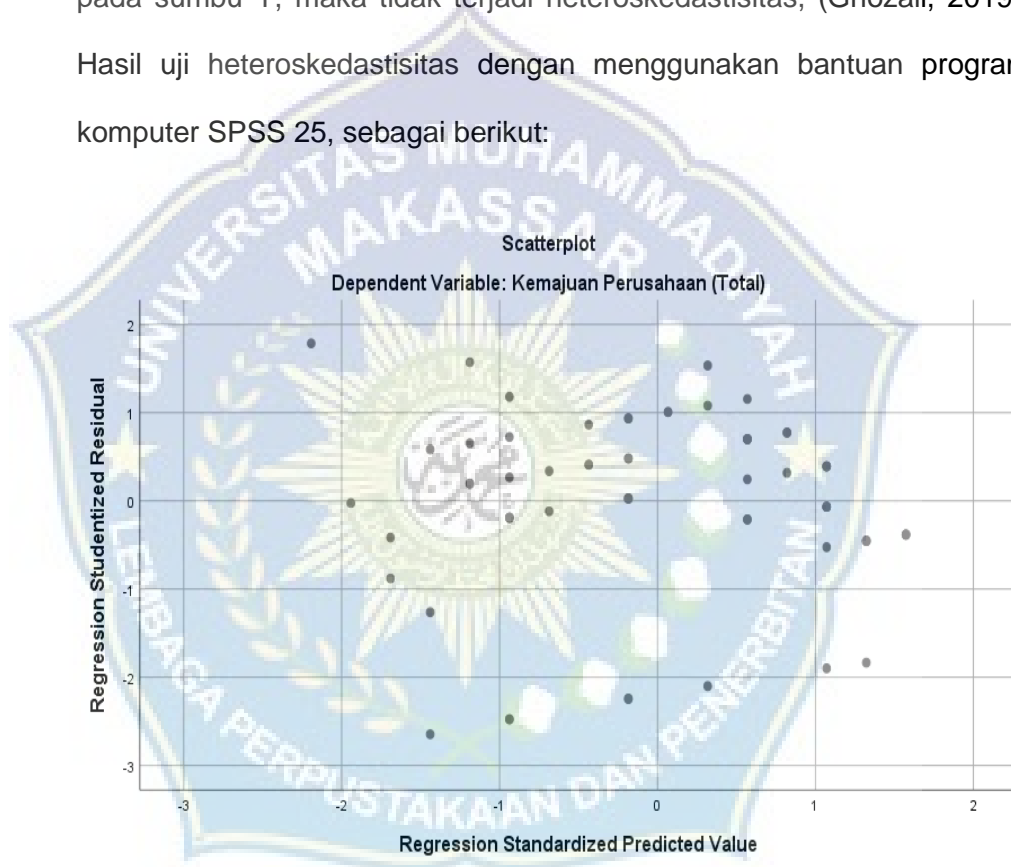 pada sumbu Y, maka tidak terjadi heteroskedastisitas, (Ghozali, 2019
Hasil uji heteroskedastisitas dengan menggunakan bantuan program
komputer SPSS 25, sebagai berikut:
UNIVERSITAS MUHAMMADIYAH
MAKASSAR
Scatterplot
Dependent Variable: Kemajuan Perusahaan (Total)
Regression Studentized Residual
2
1
0
-1
-2
-3
-3
-2
-1
0
1
2
Regression Standardized Predicted Value
LEMBAGA PERPUSTAKAAN DAN PENERBITAN